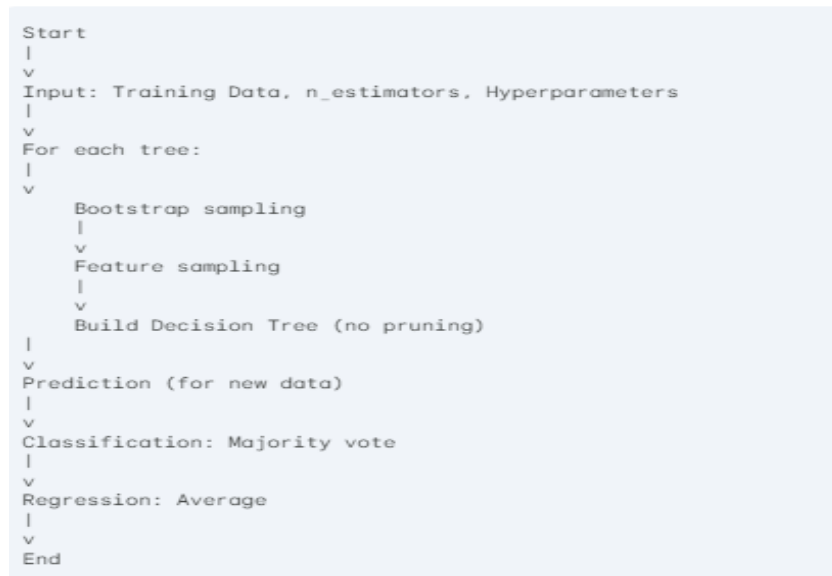 Start
|
v
Input: Training Data, n_estimators, Hyperparameters
|
v
For each tree:
|
v
    Bootstrap sampling
    |
    v
    Feature sampling
    |
    v
    Build Decision Tree (no pruning)
|
v
Prediction (for new data)
|
v
Classification: Majority vote
|
v
Regression: Average
|
v
End